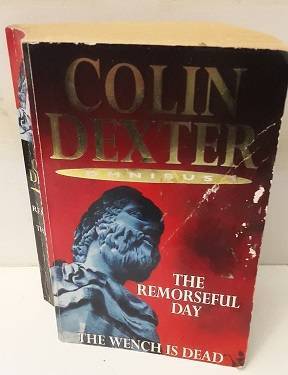 COLIN
DEXTER
OMNIBUS
THE
REMORSEFUL
DAY
THE WENCH IS DEAD